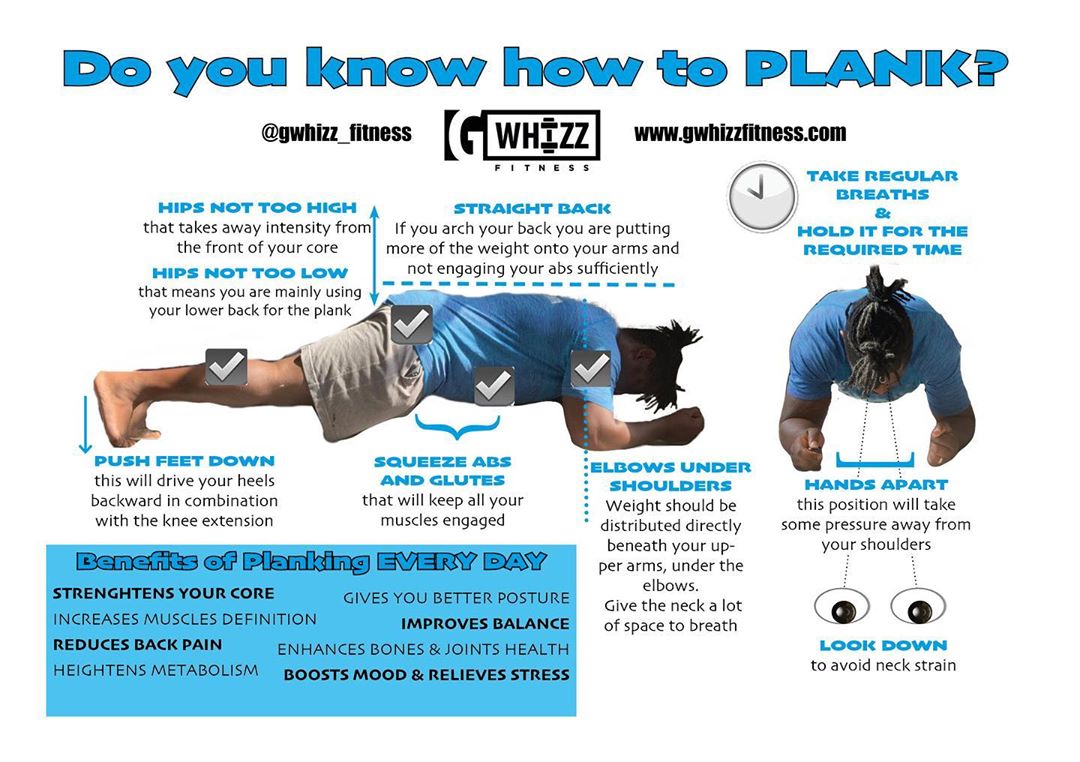 Do you know how to PLANK?
@gwhizz_fitness
G WHIZZ
FITNESS
www.gwhizzfitness.com
HIPS NOT TOO HIGH
that takes away intensity from
the front of your core
HIPS NOT TOO LOW
that means you are mainly using
your lower back for the plank
STRAIGHT BACK
If you arch your back you are putting
more of the weight onto your arms and
not engaging your abs sufficiently
TAKE REGULAR
BREATHS
&
HOLD IT FOR THE
REQUIRED TIME
PUSH FEET DOWN
this will drive your heels
backward in combination
with the knee extension
SQUEEZE ABS
AND GLUTES
that will keep all your
muscles engaged
ELBOWS UNDER
SHOULDERS
Weight should be
distributed directly
beneath your up-
per arms, under the
elbows.
Give the neck a lot
of space to breath
HANDS APART
this position will take
some pressure away from
your shoulders
LOOK DOWN
to avoid neck strain
Benefits of Planking EVERY DAY
STRENGHTENS YOUR CORE
INCREASES MUSCLES DEFINITION
REDUCES BACK PAIN
HEIGHTENS METABOLISM
GIVES YOU BETTER POSTURE
IMPROVES BALANCE
ENHANCES BONES & JOINTS HEALTH
BOOSTS MOOD & RELIEVES STRESS